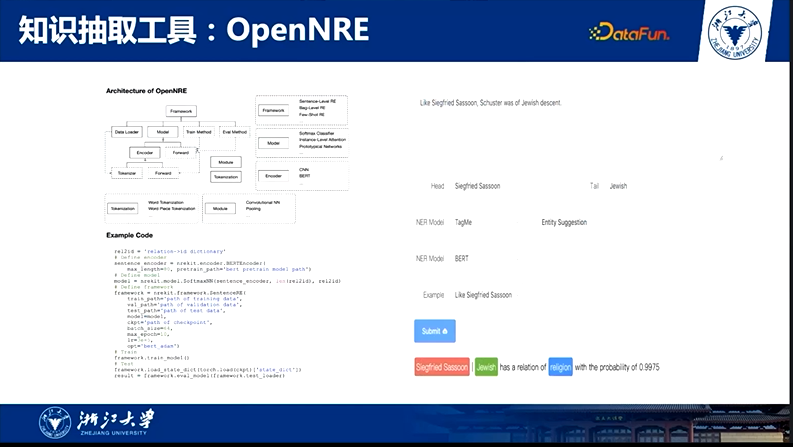 知识抽取工具：OpenNRE
DataFun.
ZHEJIANG UNIVERSITY
1897
Architecture of OpenNRE
Framework
Data Loader
Model
Train Method
Eval Method
Encoder
Forward
Tokenizer
Forward
Module
Tokenization
Framework
Sentence-Level RE
Bag-Level RE
Few-Shot RE
...
Model
Softmax Classifier
Instance-Level Attention
Prototypical Networks
...
Encoder
CNN
BERT
...
Tokenization
Word Tokenization
Word Piece Tokenization
...
Module
Convolutional NN
Pooling
...
Example Code
rel2id = 'relation->id dictionary'
# Define encoder
sentence_encoder = nrekit.encoder.BERTEncoder(
max_length=80, pretrain_path='bert pretrain model path')
# Define model
model = nrekit.model.SoftmaxNN(sentence_encoder, len(rel2id), rel2id)
# Define framework
framework = nrekit.framework.SentenceRE(
train_path='path of training data',
val_path='path of validation data',
test_path='path of test data',
model=model,
ckpt='path of checkpoint',
batch_size=64,
max_epoch=10,
opt='bert_adam')
# Train
framework.train_model()
# Test
framework.load_state_dict(torch.load(ckpt)['state_dict'])
result = framework.eval_model(framework.test_loader)
Like Siegfried Sassoon, Schuster was of Jewish descent.
Head Siegfried Sassoon Tail Jewish
NER Model TagMe Entity Suggestion
NER Model BERT
Example Like Siegfried Sassoon
Submit
Siegfried Sassoon | Jewish has a relation of religion with the probability of 0.9975
浙江大学
ZHEJIANG UNIVERSITY